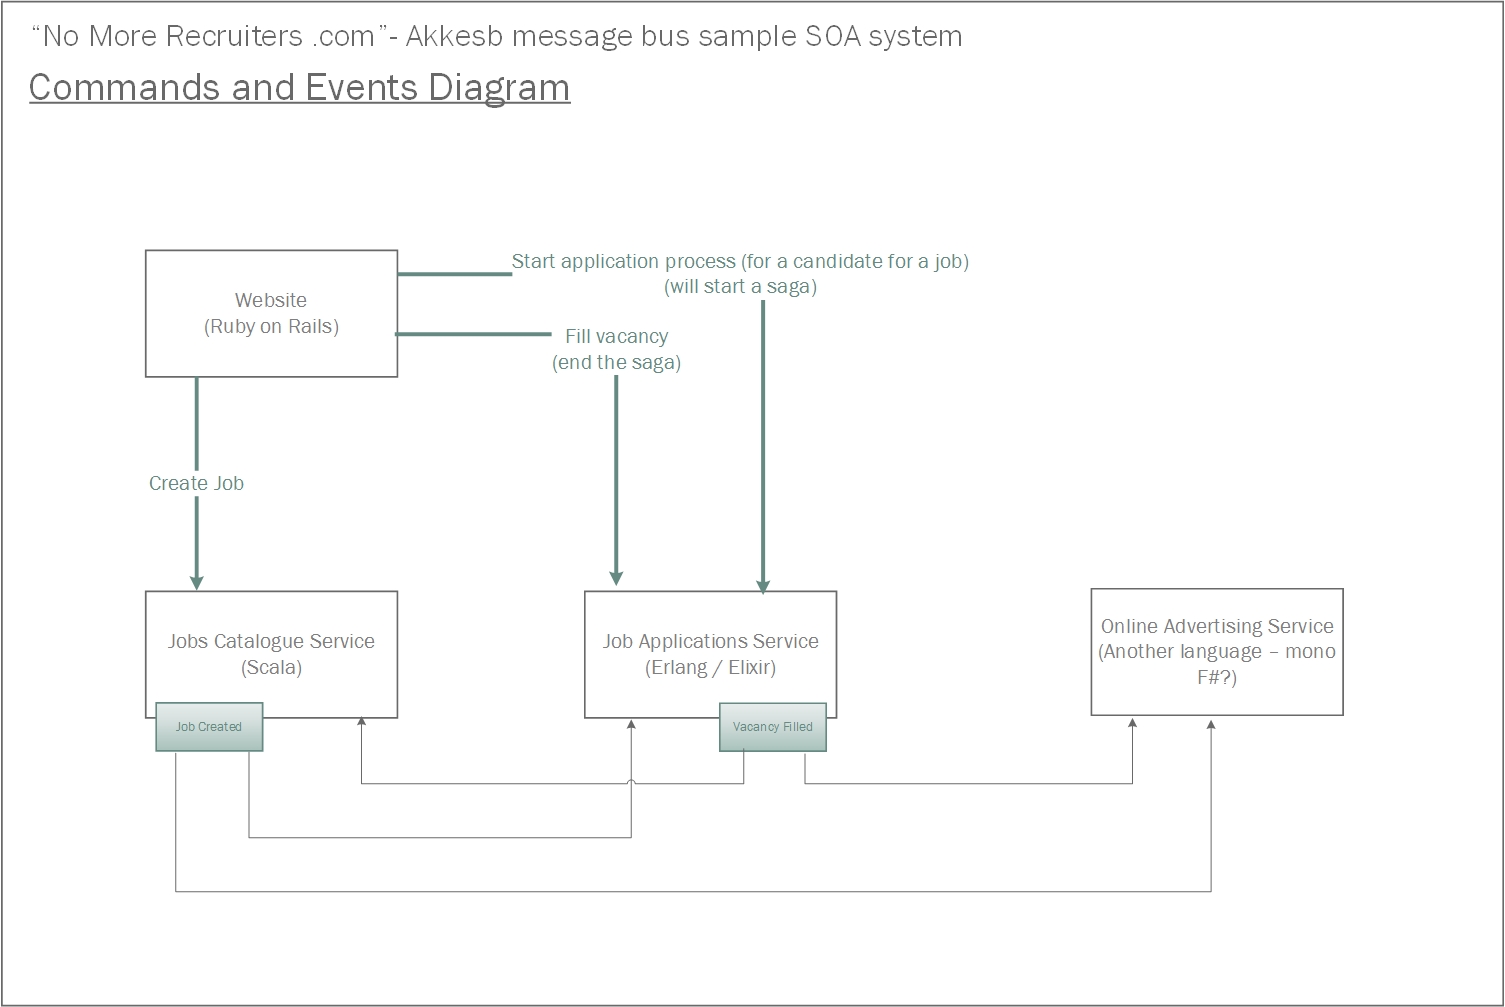 “No More Recruiters .com”- Akkesb message bus sample SOA system
Commands and Events Diagram
Start application process (for a candidate for a job)
(will start a saga)
Website
(Ruby on Rails)
Fill vacancy
(end the saga)
Create Job
Jobs Catalogue Service
(Scala)
Job Applications Service
(Erlang / Elixir)
Online Advertising Service
(Another language – mono
F#?)
Job Created
Vacancy Filled